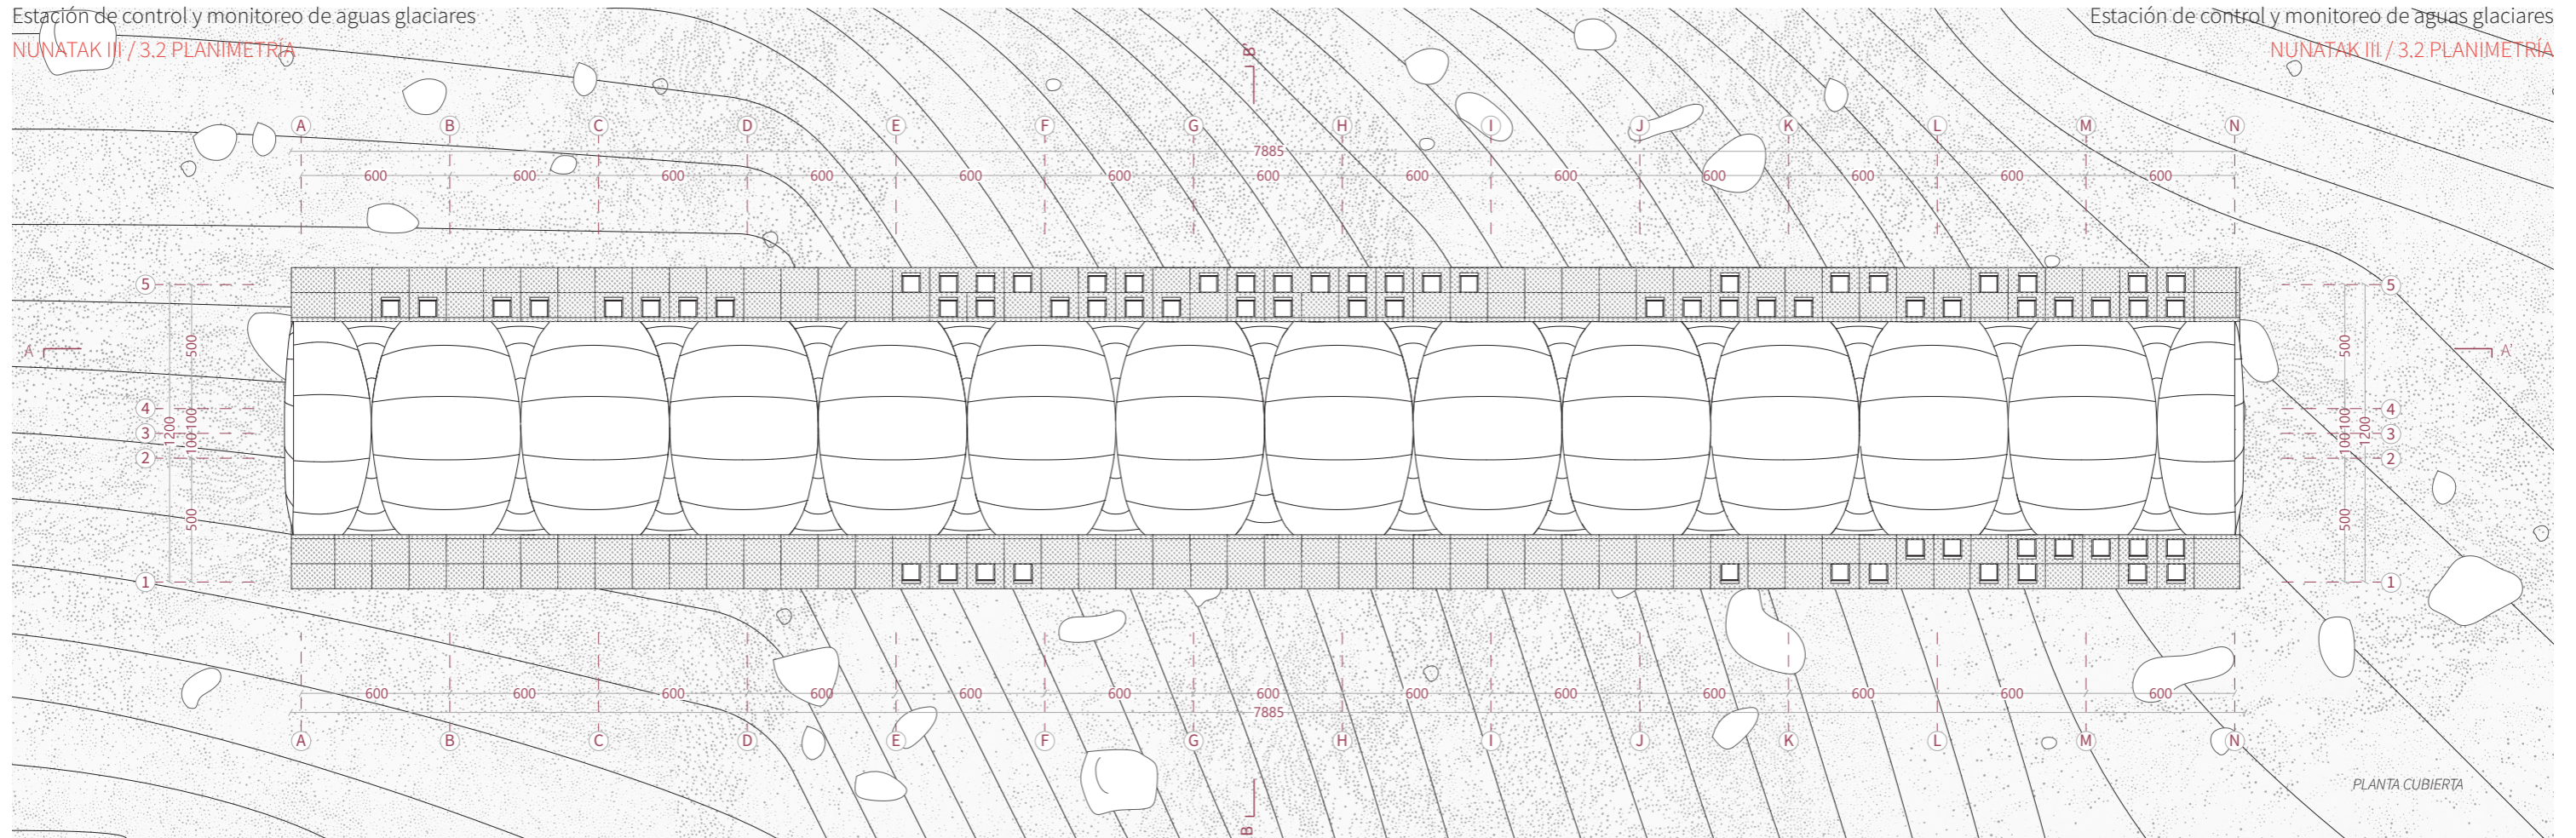 Estación de control y monitoreo de aguas glaciares
Estación de control y monitoreo de aguas glaciares
NUNATAK III / 3.2 PLANIMETRÍA
NUNATAK III / 3.2 PLANIMETRÍA
B'
A B C D E F G H I J K L M N
7885
600 600 600 600 600 600 600 600 600 600 600 600 600
5 5
500 500
A A'
4 4
100 100
1200 1200
3 3
100 100
2 2
500 500
1 1
600 600 600 600 600 600 600 600 600 600 600 600 600
7885
A B C D E F G H I J K L M N
PLANTA CUBIERTA
B